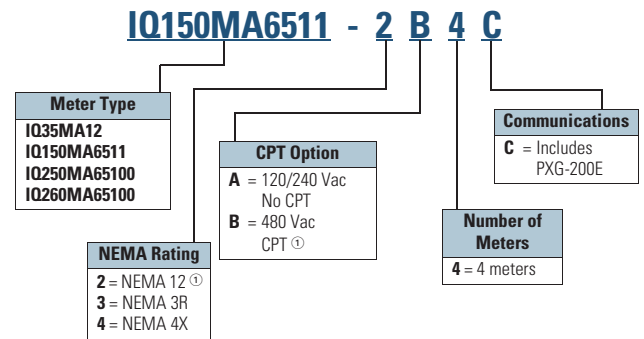 IQ150MA6511 - 2 B 4 C
Meter Type
IQ35MA12
IQ150MA6511
IQ250MA65100
IQ260MA65100
NEMA Rating
2 = NEMA 12 ①
3 = NEMA 3R
4 = NEMA 4X
CPT Option
A = 120/240 Vac
No CPT
B = 480 Vac
CPT ①
Number of
Meters
4 = 4 meters
Communications
C = Includes
PXG-200E